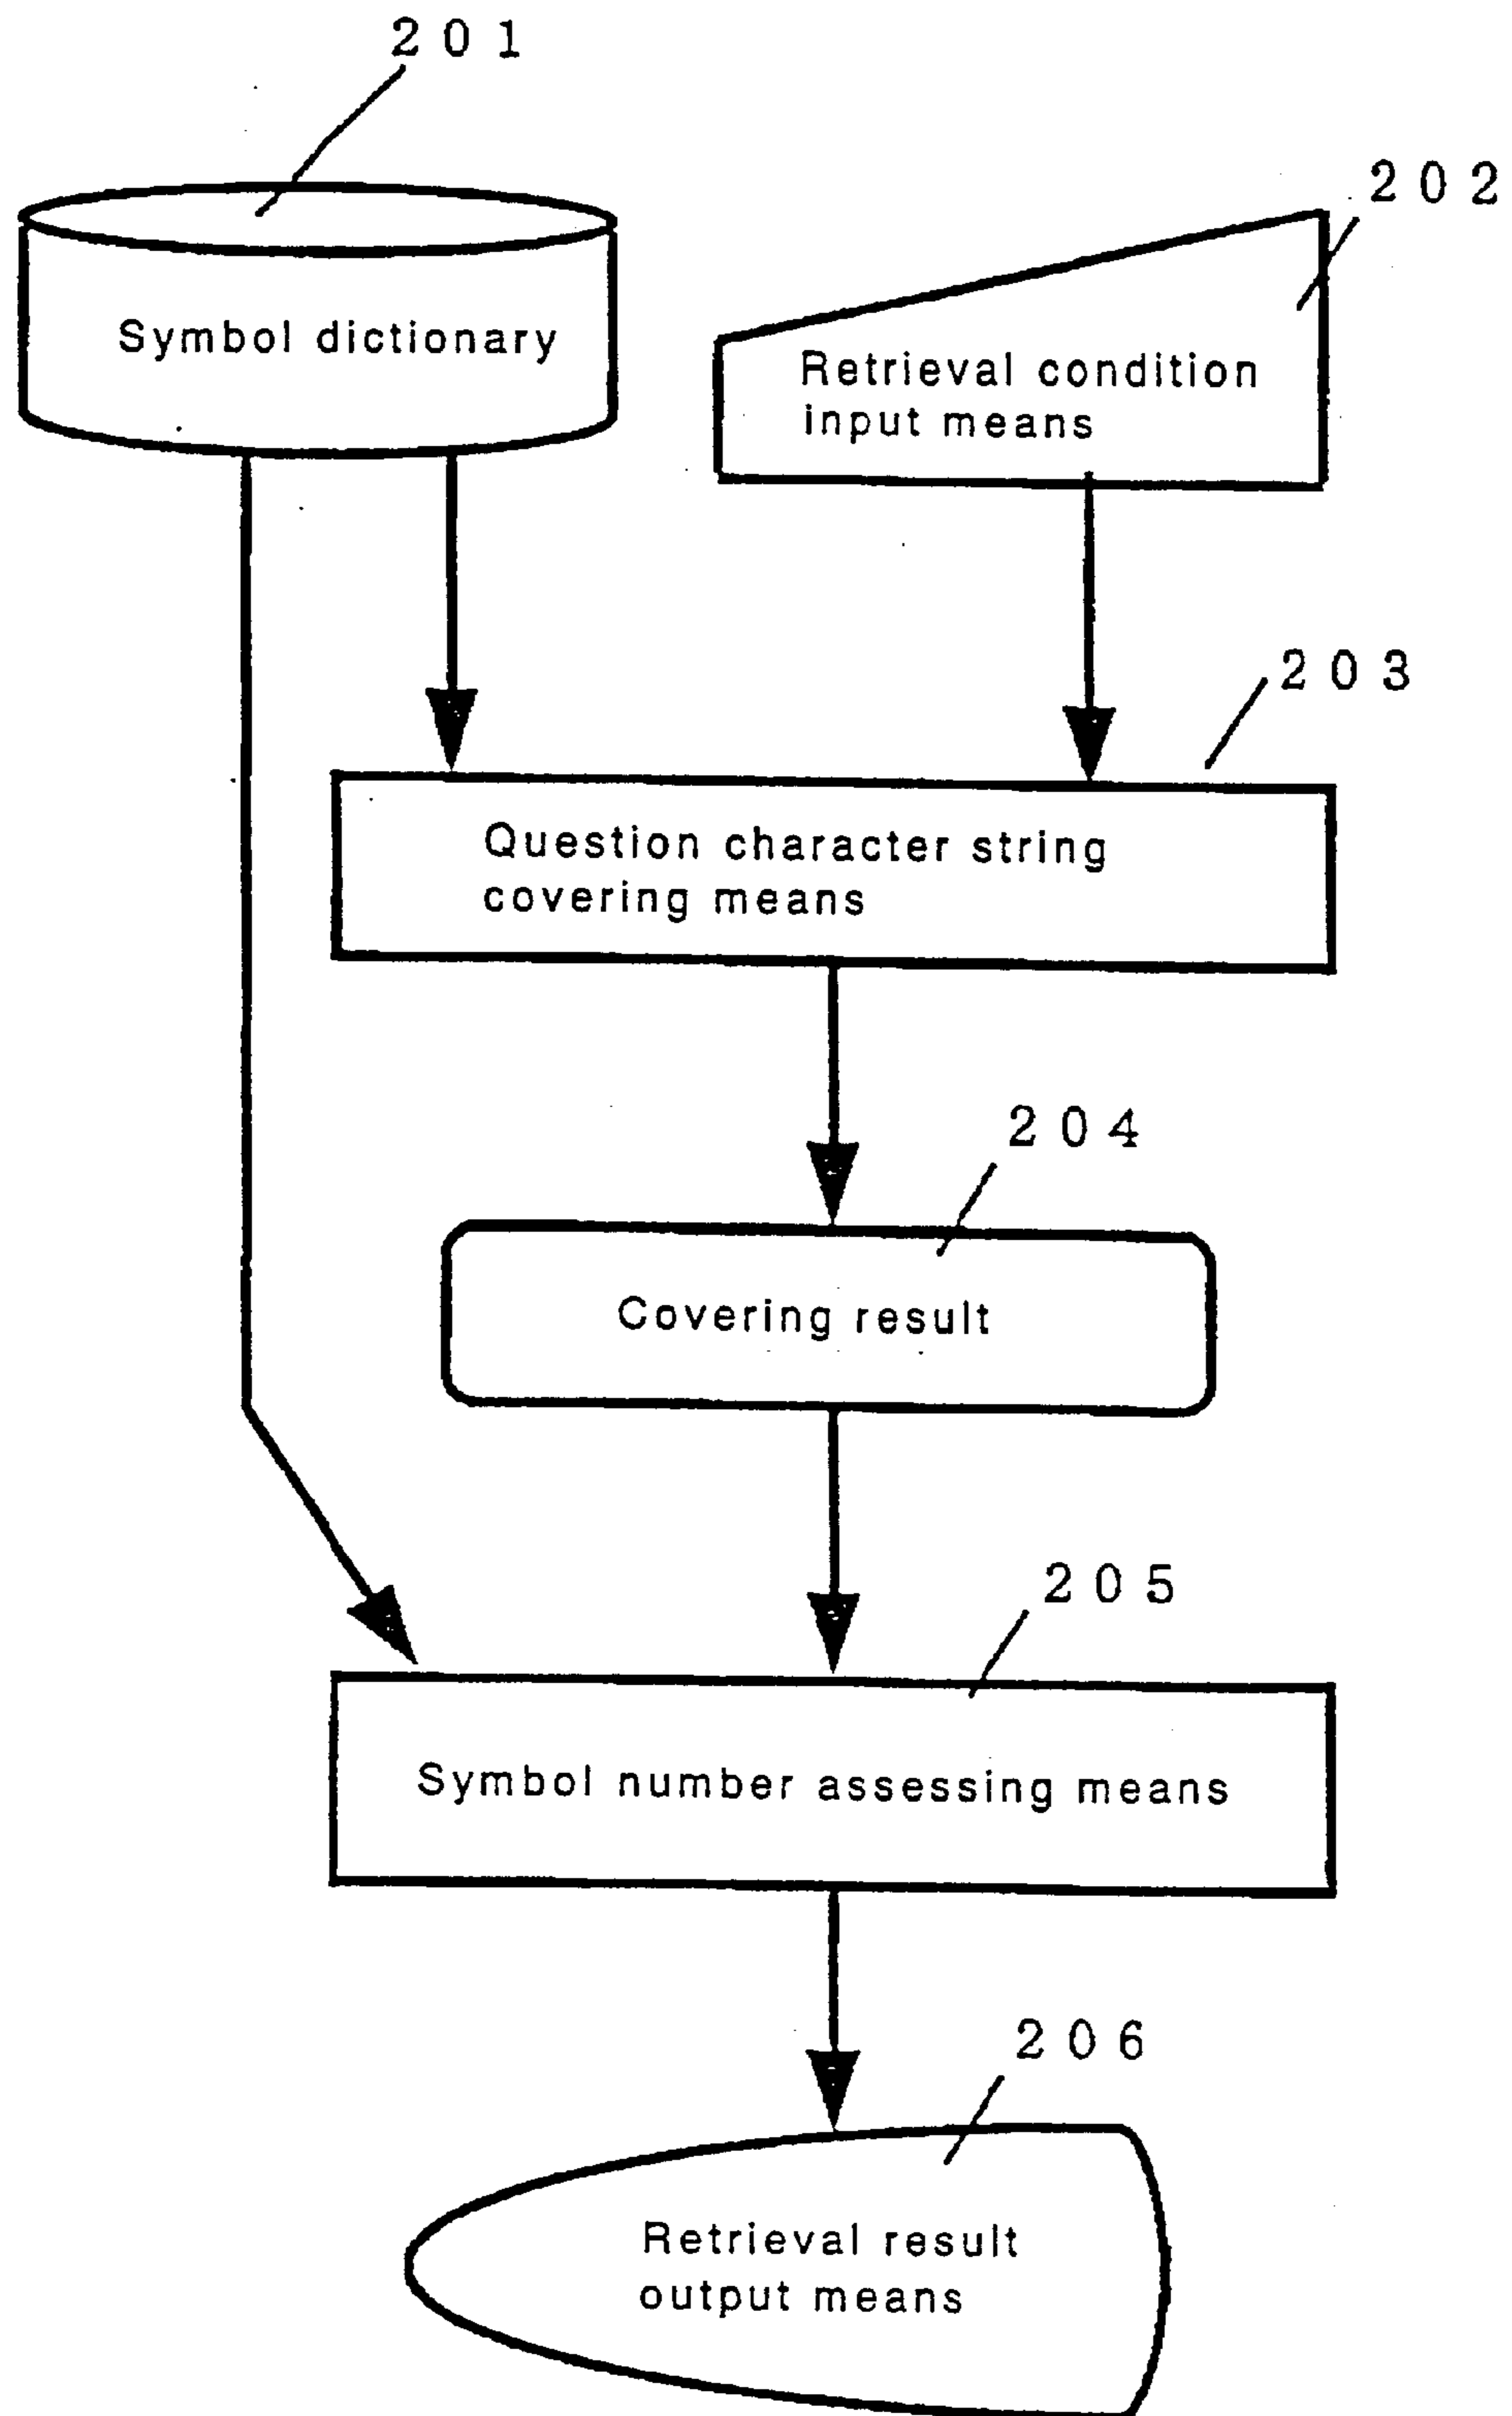 201
202
Symbol dictionary
Retrieval condition
input means
203
Question character string
covering means
204
Covering result
205
Symbol number assessing means
206
Retrieval result
output means